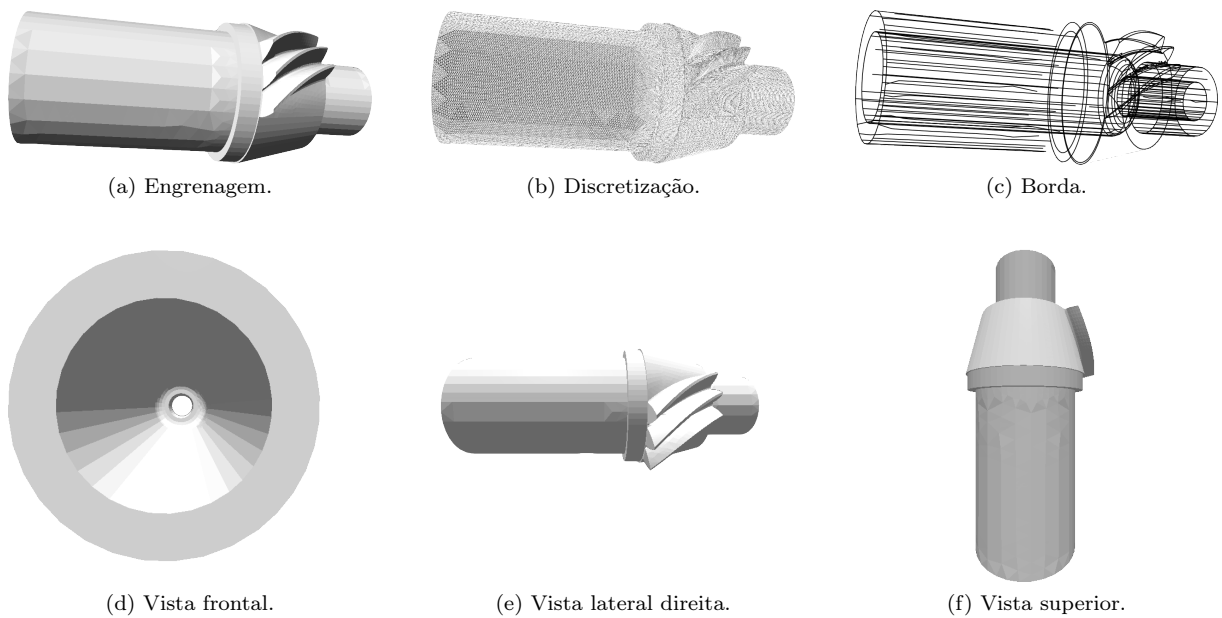 (a) Engrenagem.
(b) Discretização.
(c) Borda.
(d) Vista frontal.
(e) Vista lateral direita.
(f) Vista superior.